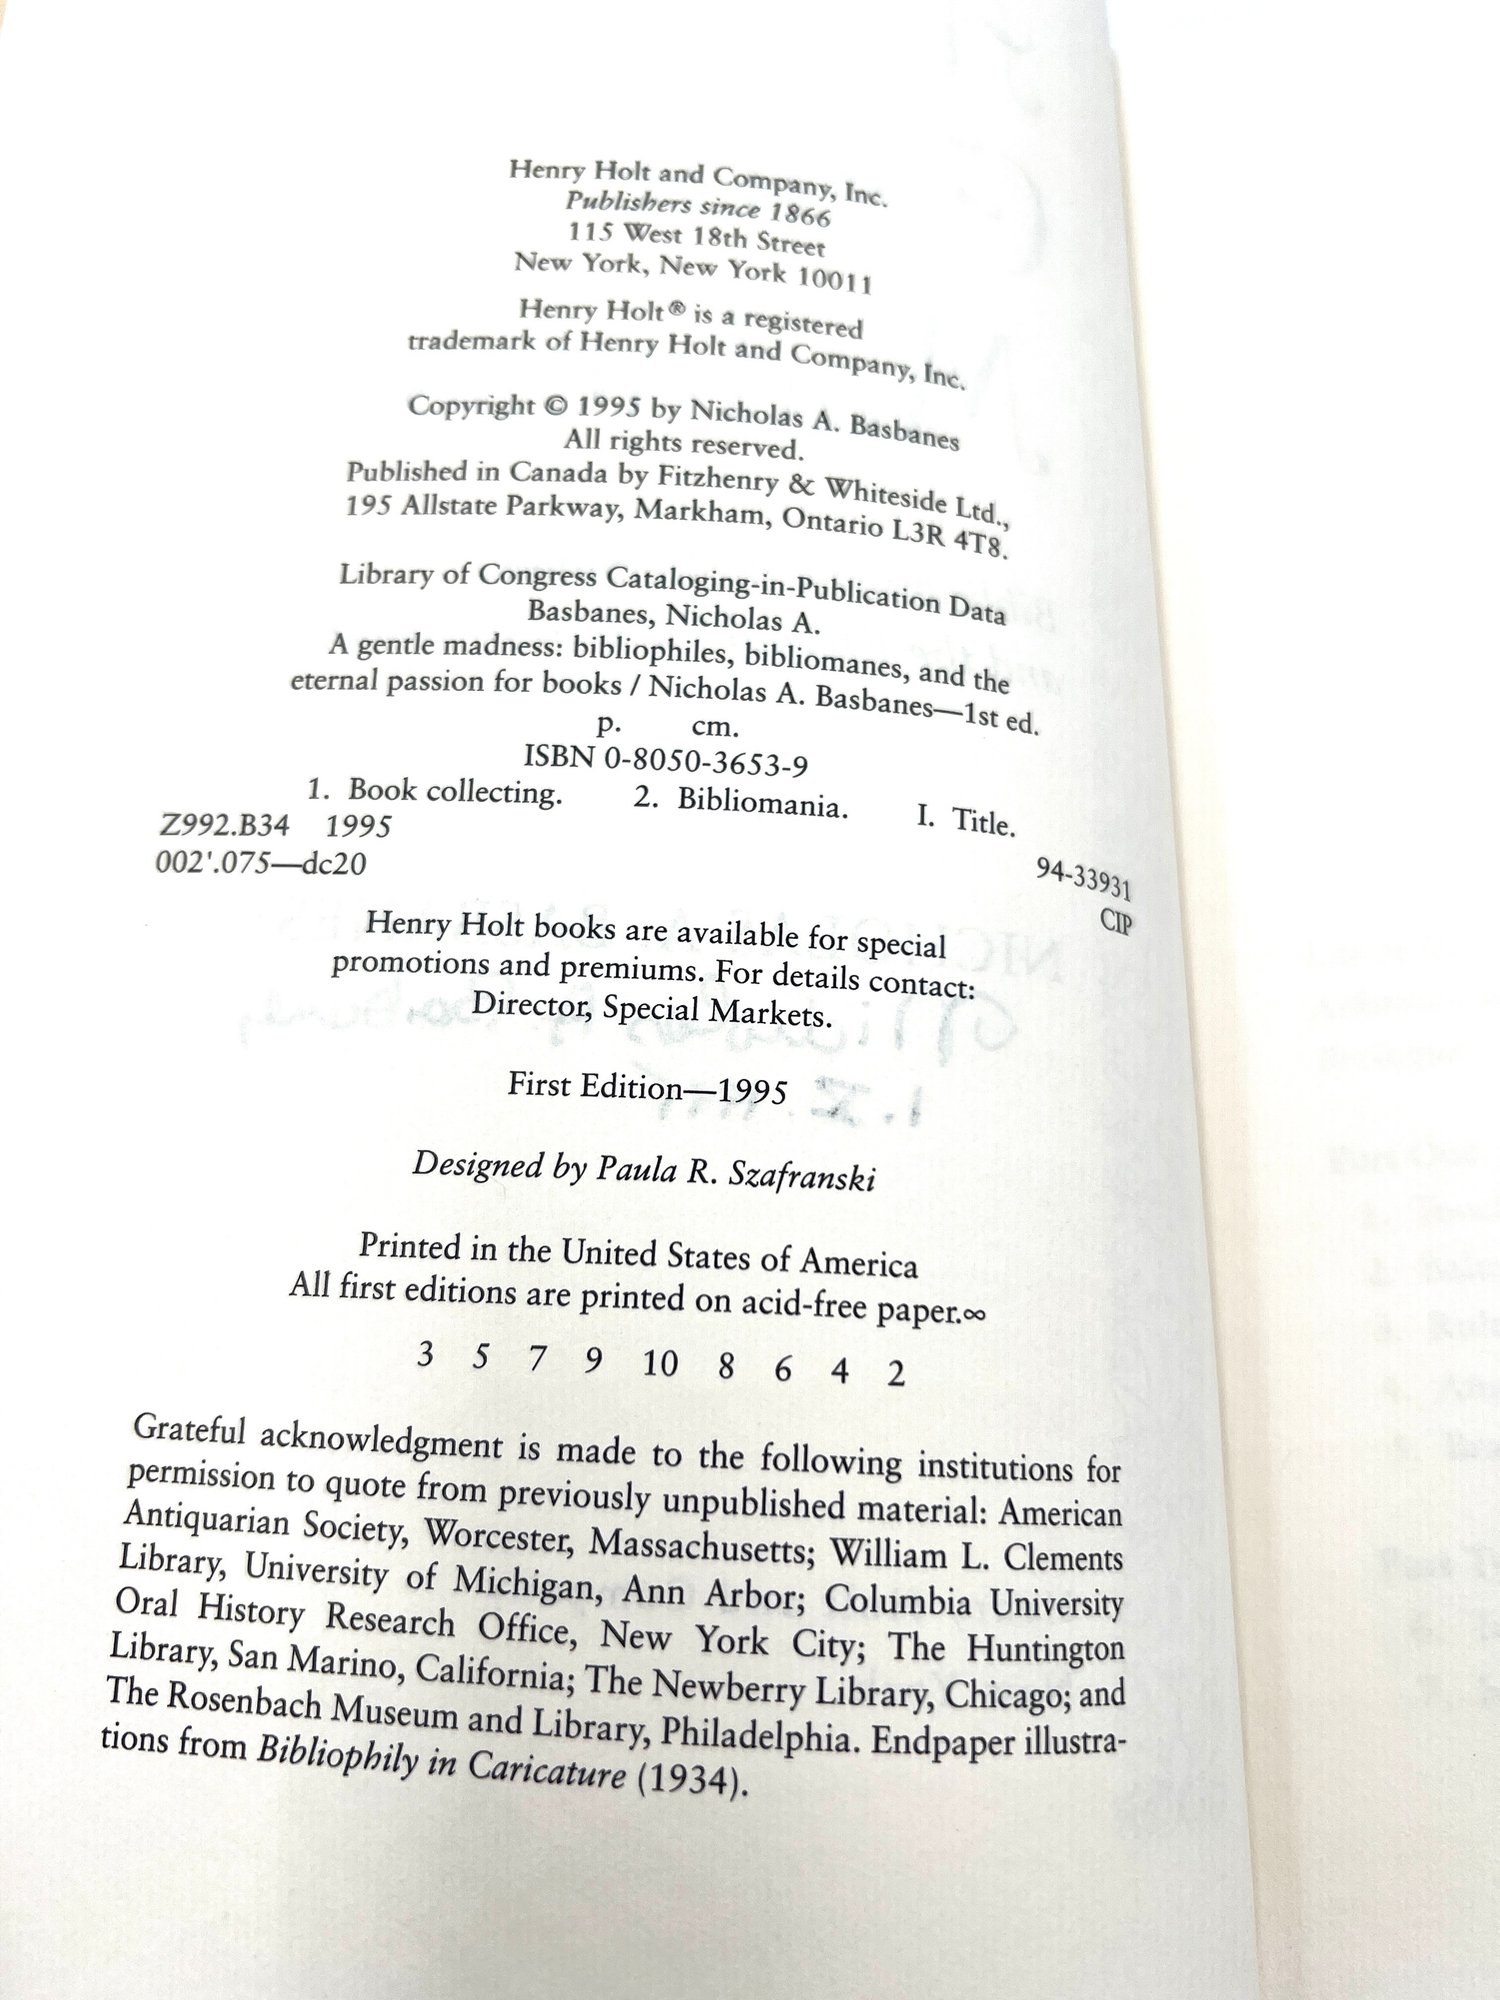 Henry Holt and Company, Inc.
Publishers since 1866
115 West 18th Street
New York, New York 10011
Henry Holt® is a registered
trademark of Henry Holt and Company, Inc.
Copyright © 1995 by Nicholas A. Basbanes
All rights reserved.
Published in Canada by Fitzhenry & Whiteside Ltd.,
195 Allstate Parkway, Markham, Ontario L3R 4T8.
Library of Congress Cataloging-in-Publication Data
Basbanes, Nicholas A.
A gentle madness: bibliophiles, bibliomanes, and the
eternal passion for books / Nicholas A. Basbanes—1st ed.
p. cm.
ISBN 0-8050-3653-9
1. Book collecting. 2. Bibliomania. I. Title.
Z992.B34 1995
002'.075—dc20 94-33931
CIP
Henry Holt books are available for special
promotions and premiums. For details contact:
Director, Special Markets.
First Edition—1995
Designed by Paula R. Szafranski
Printed in the United States of America
All first editions are printed on acid-free paper.∞
3 5 7 9 10 8 6 4 2
Grateful acknowledgment is made to the following institutions for
permission to quote from previously unpublished material: American
Antiquarian Society, Worcester, Massachusetts; William L. Clements
Library, University of Michigan, Ann Arbor; Columbia University
Oral History Research Office, New York City; The Huntington
Library, San Marino, California; The Newberry Library, Chicago; and
The Rosenbach Museum and Library, Philadelphia. Endpaper illustra-
tions from Bibliophily in Caricature (1934).